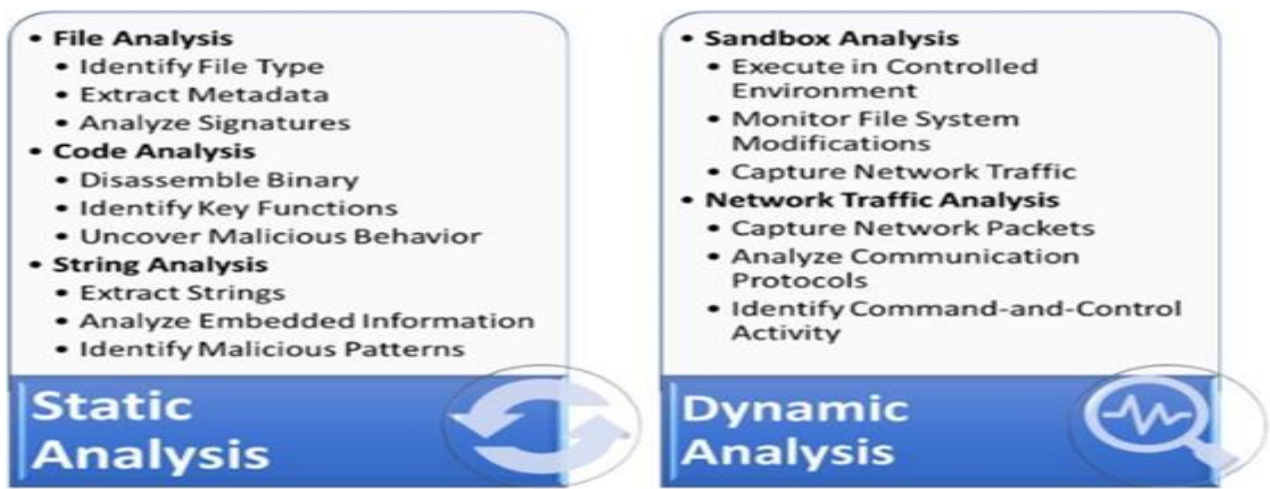 • File Analysis
• Identify File Type
• Extract Metadata
• Analyze Signatures
• Code Analysis
• Disassemble Binary
• Identify Key Functions
• Uncover Malicious Behavior
• String Analysis
• Extract Strings
• Analyze Embedded Information
• Identify Malicious Patterns
Static
Analysis
• Sandbox Analysis
• Execute in Controlled
Environment
• Monitor File System
Modifications
• Capture Network Traffic
• Network Traffic Analysis
• Capture Network Packets
• Analyze Communication
Protocols
• Identify Command-and-Control
Activity
Dynamic
Analysis